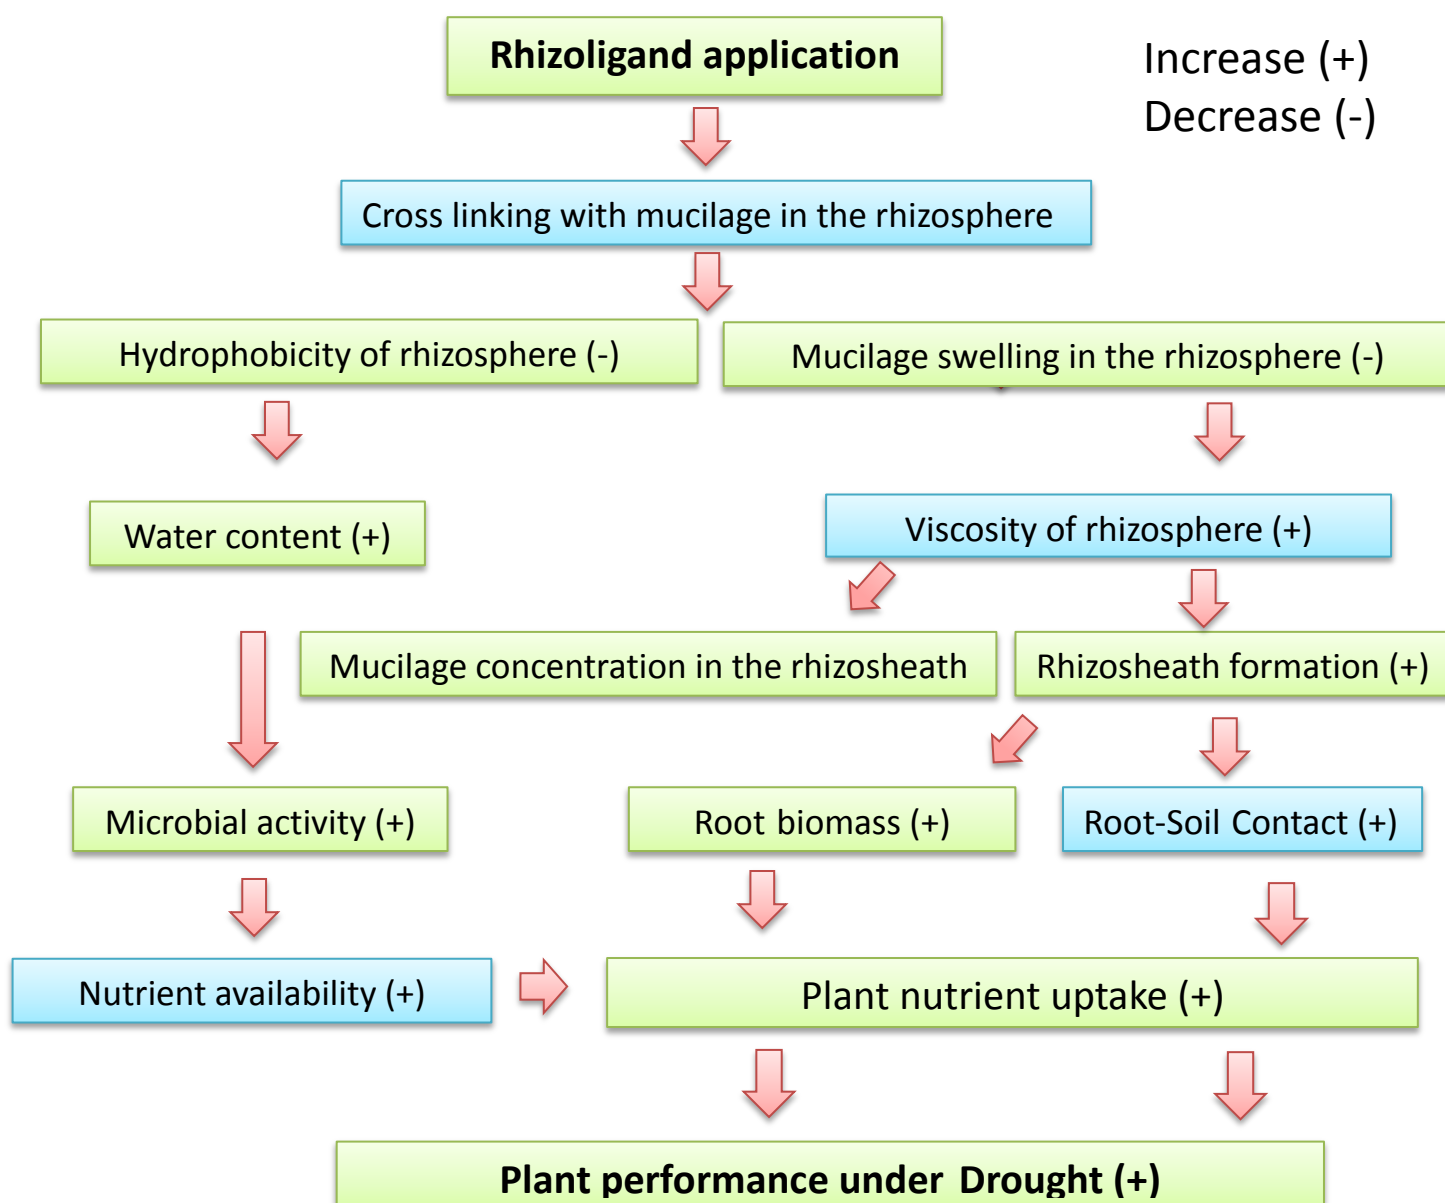 Rhizoligand application
Increase (+)
Decrease (-)
Cross linking with mucilage in the rhizosphere
Hydrophobicity of rhizosphere (-)
Mucilage swelling in the rhizosphere (-)
Water content (+)
Viscosity of rhizosphere (+)
Mucilage concentration in the rhizosheath
Rhizosheath formation (+)
Microbial activity (+)
Root biomass (+)
Root-Soil Contact (+)
Nutrient availability (+)
Plant nutrient uptake (+)
Plant performance under Drought (+)